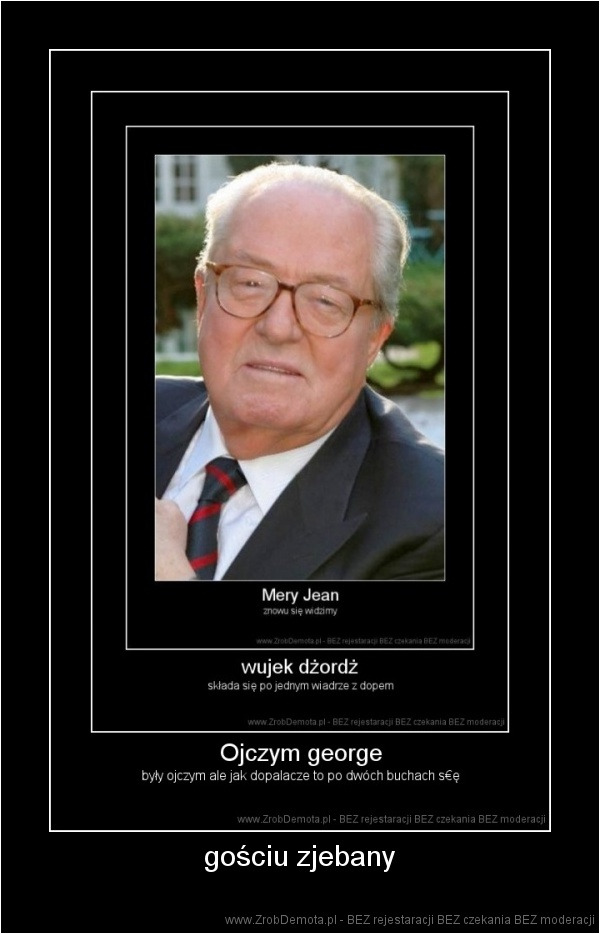 Mery Jean
znowu się widzimy
www.ZrobDemota.pl - BEZ rejestaracji BEZ czekania BEZ moderacji
wujek dżordż
składa się po jednym wiadrze z dopem
www.ZrobDemota.pl - BEZ rejestaracji BEZ czekania BEZ moderacji
Ojczym george
były ojczym ale jak dopalacze to po dwóch buchach s€ę
www.ZrobDemota.pl - BEZ rejestaracji BEZ czekania BEZ moderacji
gościu zjebany
www.ZrobDemota.pl - BEZ rejestaracji BEZ czekania BEZ moderacji